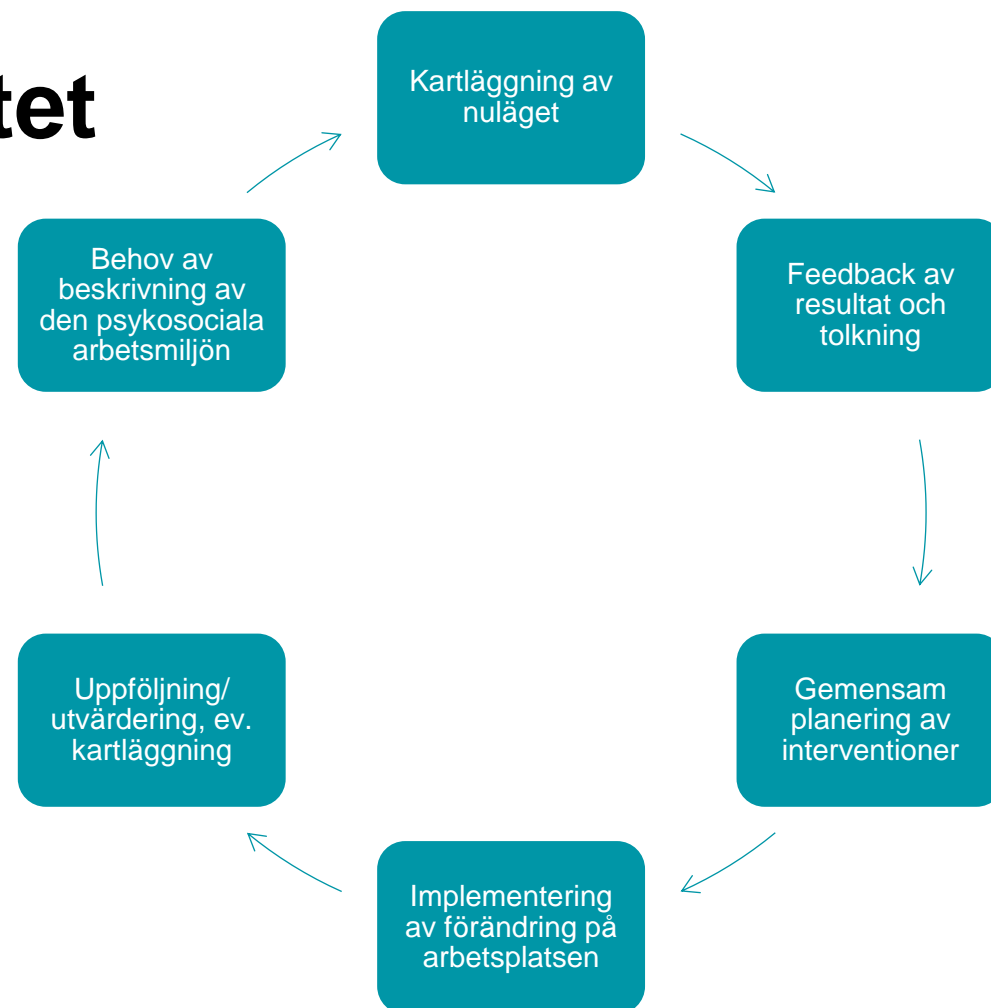 tet
Kartläggning av
nuläget
Feedback av
resultat och
tolkning
Gemensam
planering av
interventioner
Implementering
av förändring på
arbetsplatsen
Uppföljning/
utvärdering, ev.
kartläggning
Behov av
beskrivning av
den psykosociala
arbetsmiljön